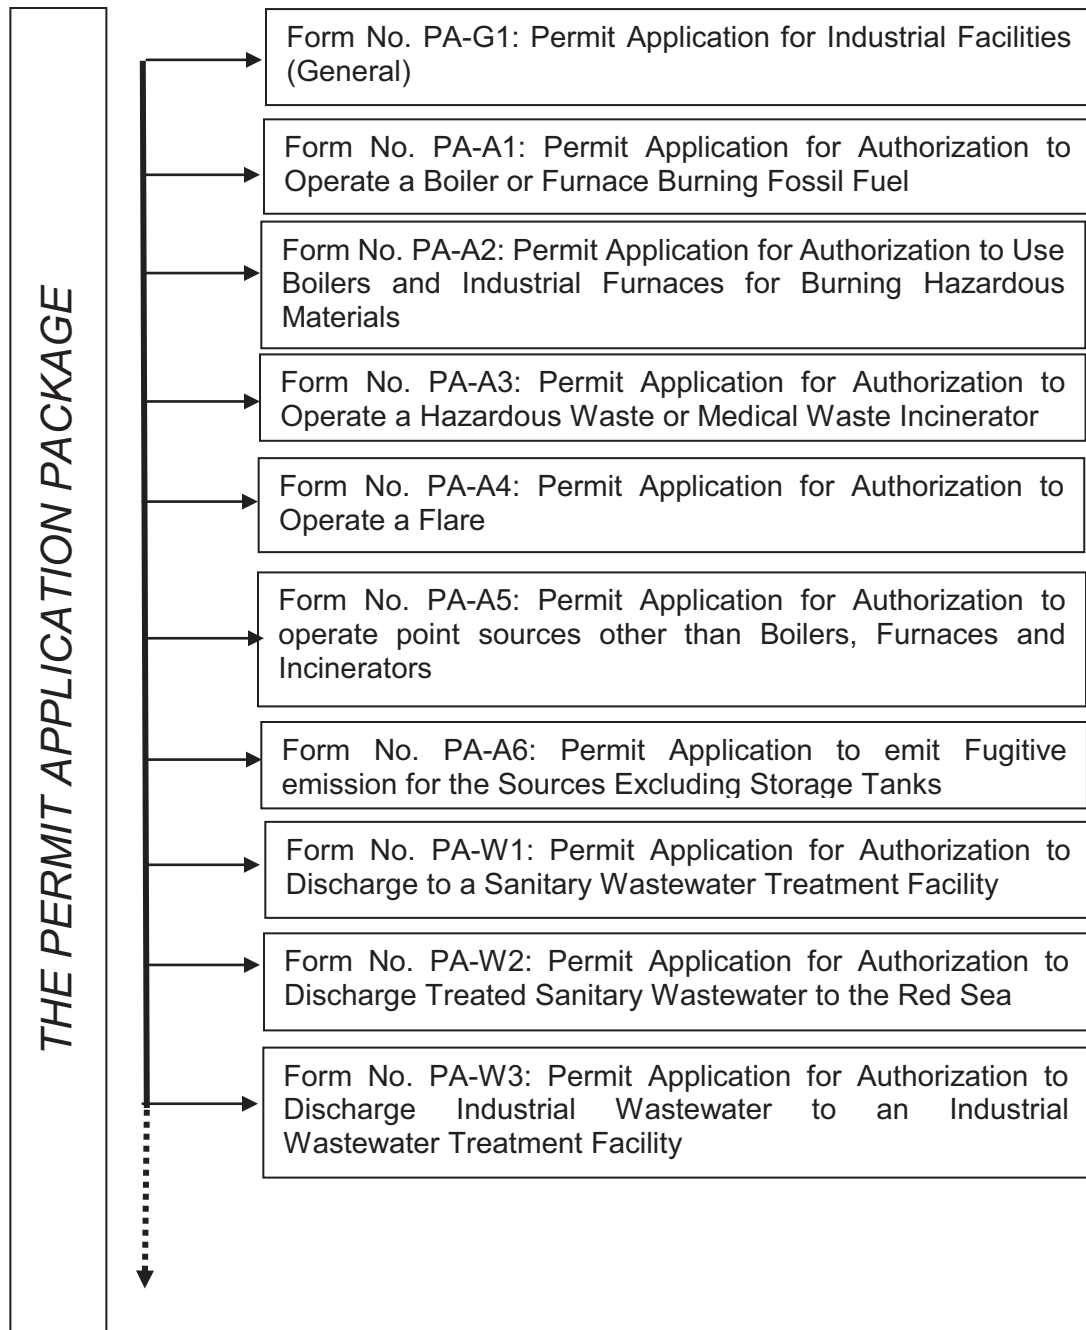 THE PERMIT APPLICATION PACKAGE
Form No. PA-G1: Permit Application for Industrial Facilities
(General)
Form No. PA-A1: Permit Application for Authorization to
Operate a Boiler or Furnace Burning Fossil Fuel
Form No. PA-A2: Permit Application for Authorization to Use
Boilers and Industrial Furnaces for Burning Hazardous
Materials
Form No. PA-A3: Permit Application for Authorization to
Operate a Hazardous Waste or Medical Waste Incinerator
Form No. PA-A4: Permit Application for Authorization to
Operate a Flare
Form No. PA-A5: Permit Application for Authorization to
operate point sources other than Boilers, Furnaces and
Incinerators
Form No. PA-A6: Permit Application to emit Fugitive
emission for the Sources Excluding Storage Tanks
Form No. PA-W1: Permit Application for Authorization to
Discharge to a Sanitary Wastewater Treatment Facility
Form No. PA-W2: Permit Application for Authorization to
Discharge Treated Sanitary Wastewater to the Red Sea
Form No. PA-W3: Permit Application for Authorization to
Discharge Industrial Wastewater to an Industrial
Wastewater Treatment Facility